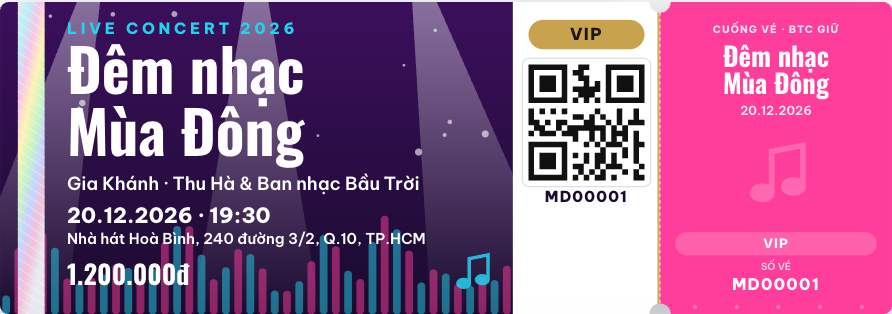 LIVE CONCERT 2026
Đêm nhạc
Mùa Đông
Gia Khánh · Thu Hà & Ban nhạc Bầu Trời
20.12.2026 · 19:30
Nhà hát Hoà Bình, 240 đường 3/2, Q.10, TP.HCM
1.200.000đ
VIP
MD00001
CUỐNG VÉ · BTC GIỮ
Đêm nhạc
Mùa Đông
20.12.2026
VIP
SỐ VÉ
MD00001